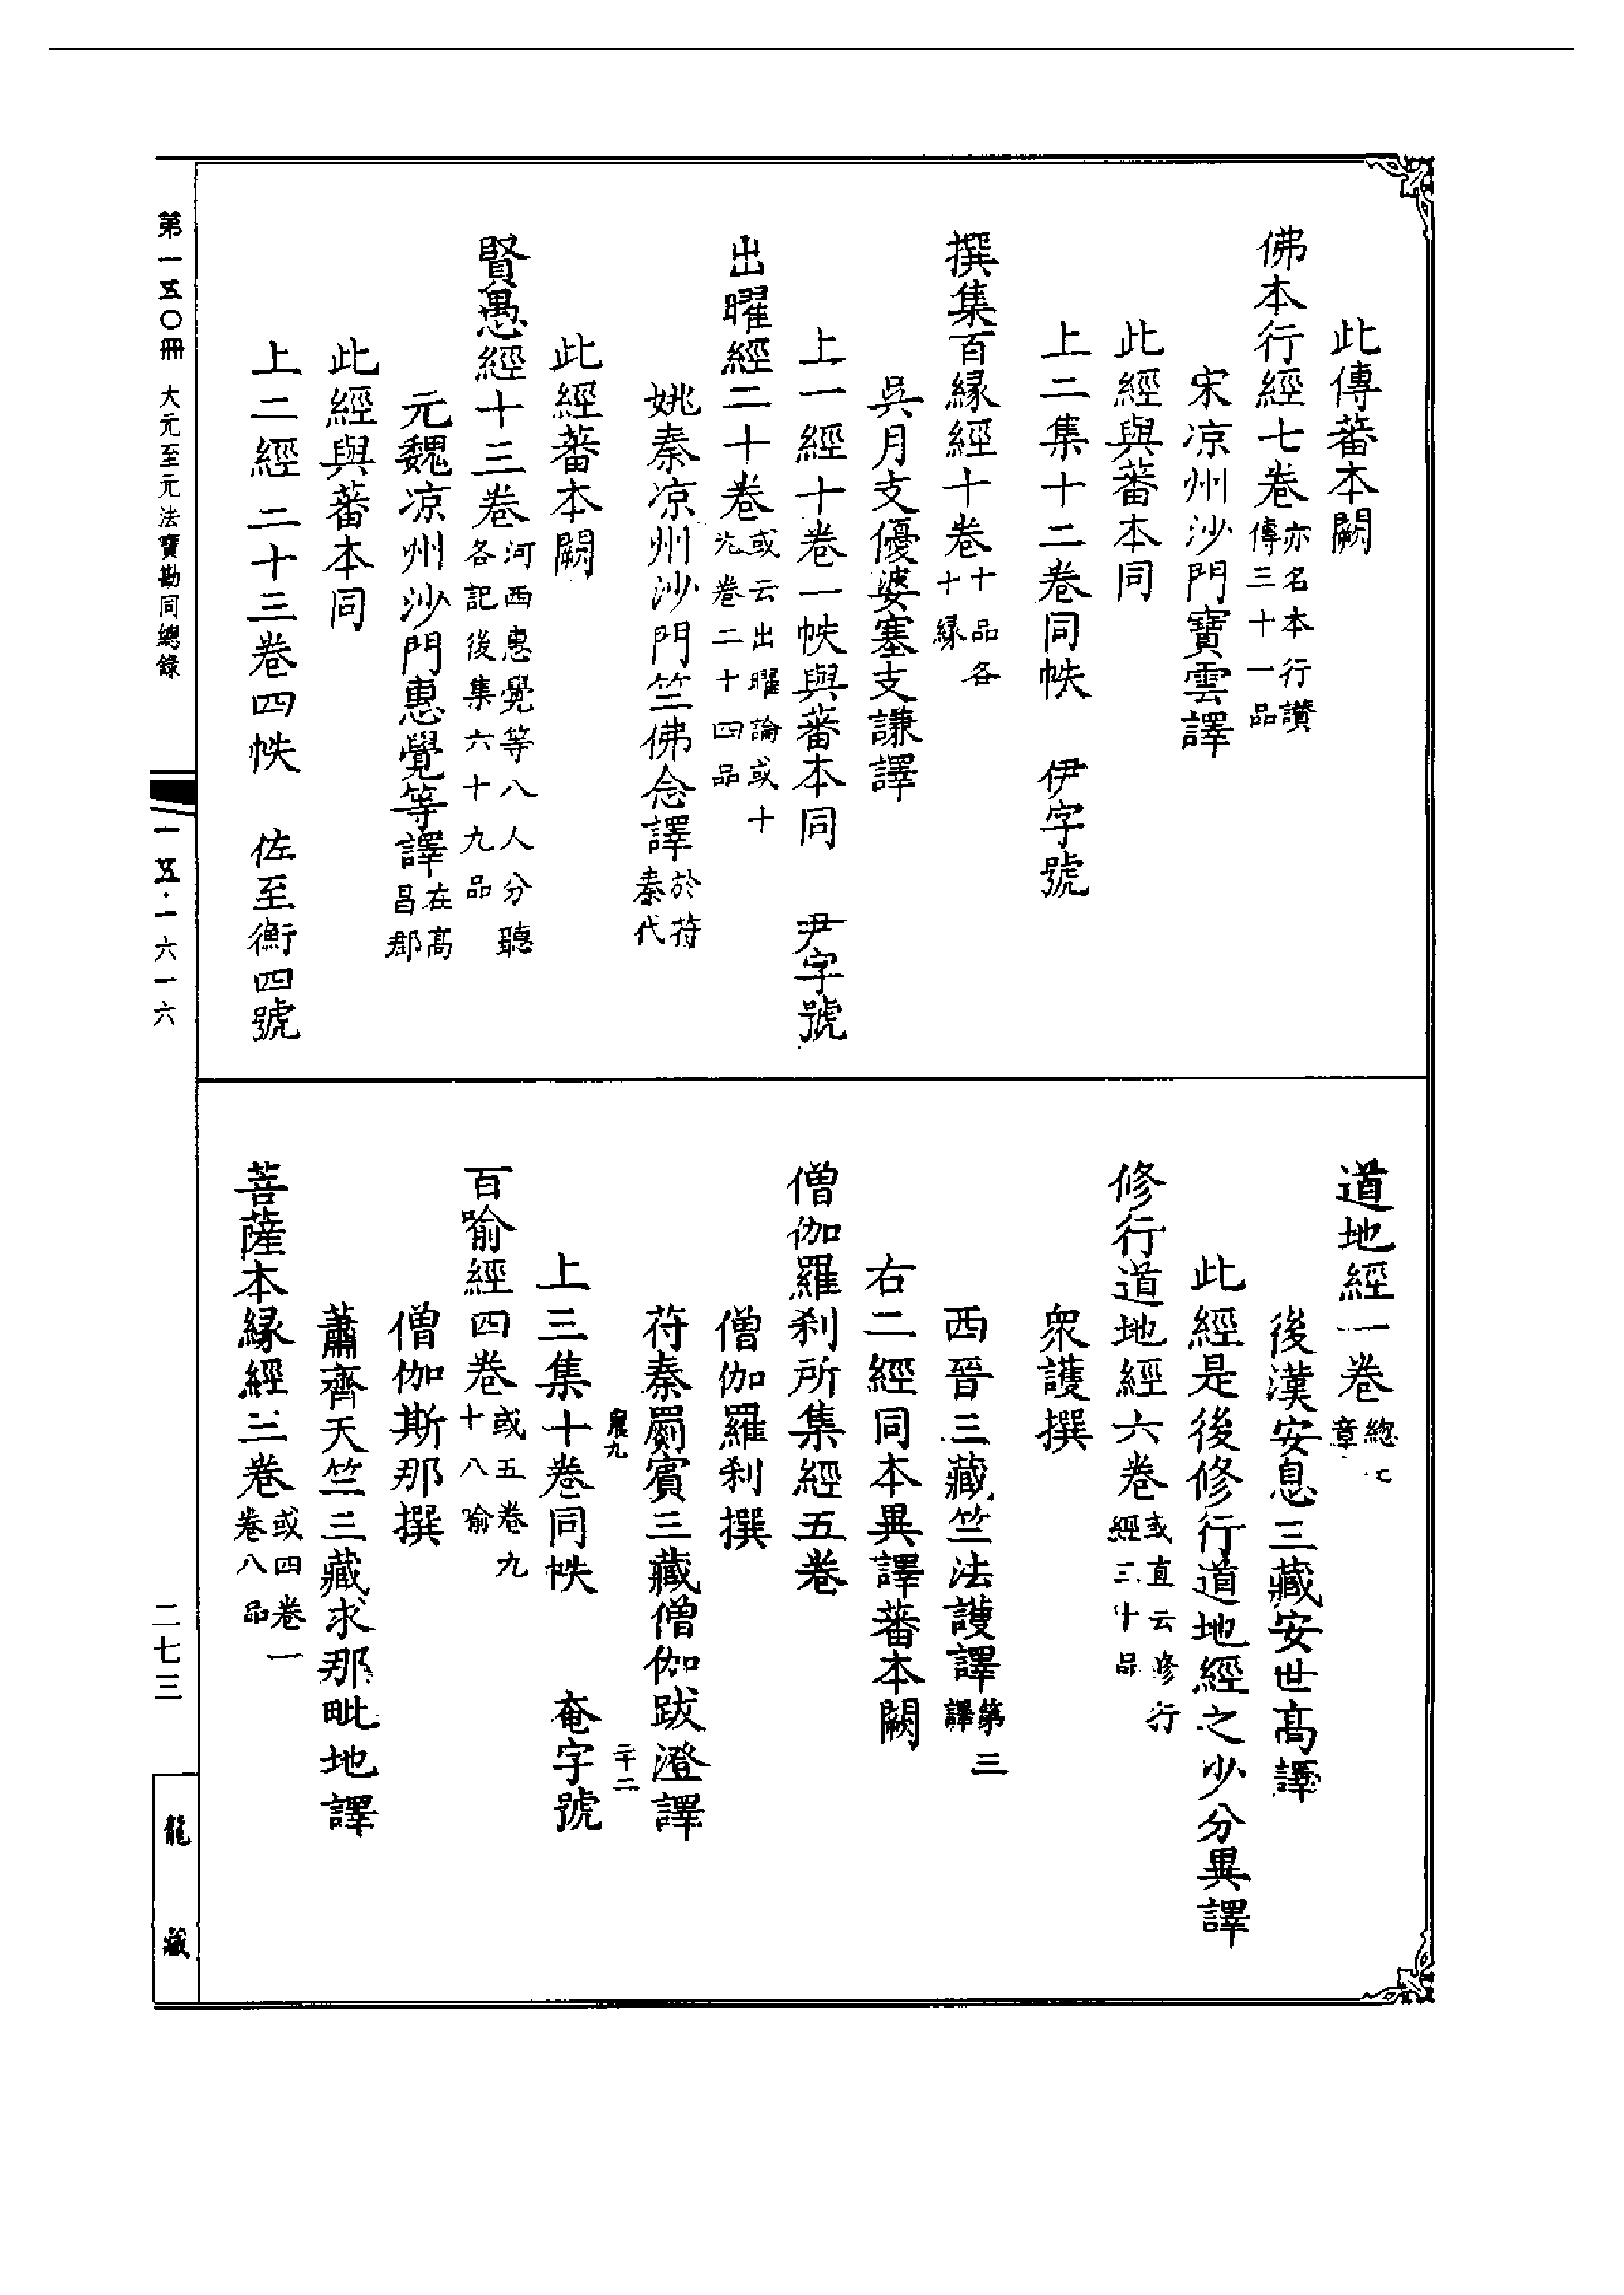 此傳蕃本闕
佛本行經七卷亦名本行讚傳三十一品
宋凉州沙門寶雲譯
此經與蕃本同
上二集十二卷同帙　伊字號
撰集百緣經十卷十品各十緣
吳月支優婆塞支謙譯
上一經十卷一帙與蕃本同　尹字號
出曜經二十卷或云出曜論或十九卷二十四品
姚秦凉州沙門竺佛念譯於苻秦代
此經蕃本闕
賢愚經十三卷河西惠覺等八人分聽各記後集六十九品
元魏凉州沙門惠覺等譯在高昌郡
此經與蕃本同
上二經二十三卷四帙　佐至衡四號
道地經一卷總七章
後漢安息三藏安世高譯
此經是後修行道地經之少分異譯
修行道地經六卷或直云修行經三十品
衆護撰
西晉三藏竺法護譯第三譯
右二經同本異譯蕃本闕
僧伽羅刹所集經五卷
僧伽羅刹撰
苻秦罽賓三藏僧伽跋澄譯
宸九　二十二
上三集十卷同帙　奄字號
百喻經四卷或五卷九十八喻
僧伽斯那撰
蕭齊天竺三藏求那毗地譯
菩薩本緣經三卷或四卷一卷八品
第一五〇冊　大元至元法寶勘同總錄
一五·一六一六
二七三
龍藏